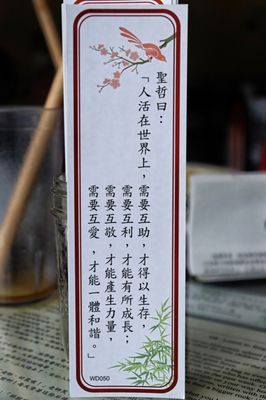 聖哲曰：
「人活在世界上，需要互助，才得以生存，
需要互利，才能有所成長；
需要互敬，才能產生力量，
需要互愛，才能一體和諧。」
WD050